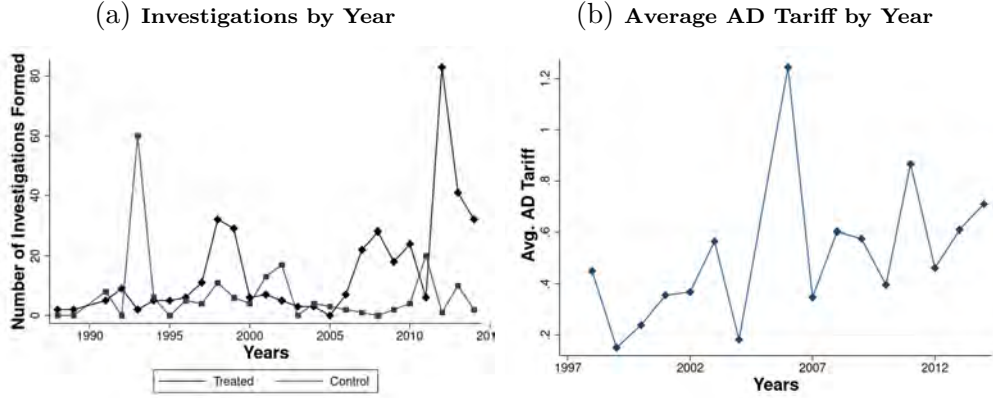 (a) Investigations by Year
Number of Investigations Formed
80
60
40
20
0
1990 1995 2000 2005 2010 201
Years
Treated Control
(b) Average AD Tariff by Year
Avg. AD Tariff
1.2
1
.8
.6
.4
.2
1997 2002 2007 2012
Years